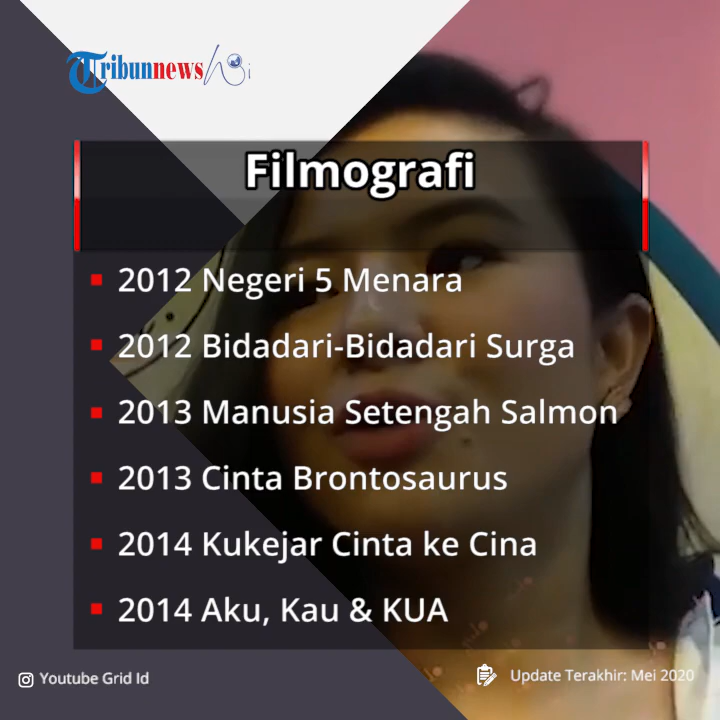 Tribunnews Wiki
Filmografi
2012 Negeri 5 Menara
2012 Bidadari-Bidadari Surga
2013 Manusia Setengah Salmon
2013 Cinta Brontosaurus
2014 Kukejar Cinta ke Cina
2014 Aku, Kau & KUA
Youtube Grid Id
Update Terakhir: Mei 2020